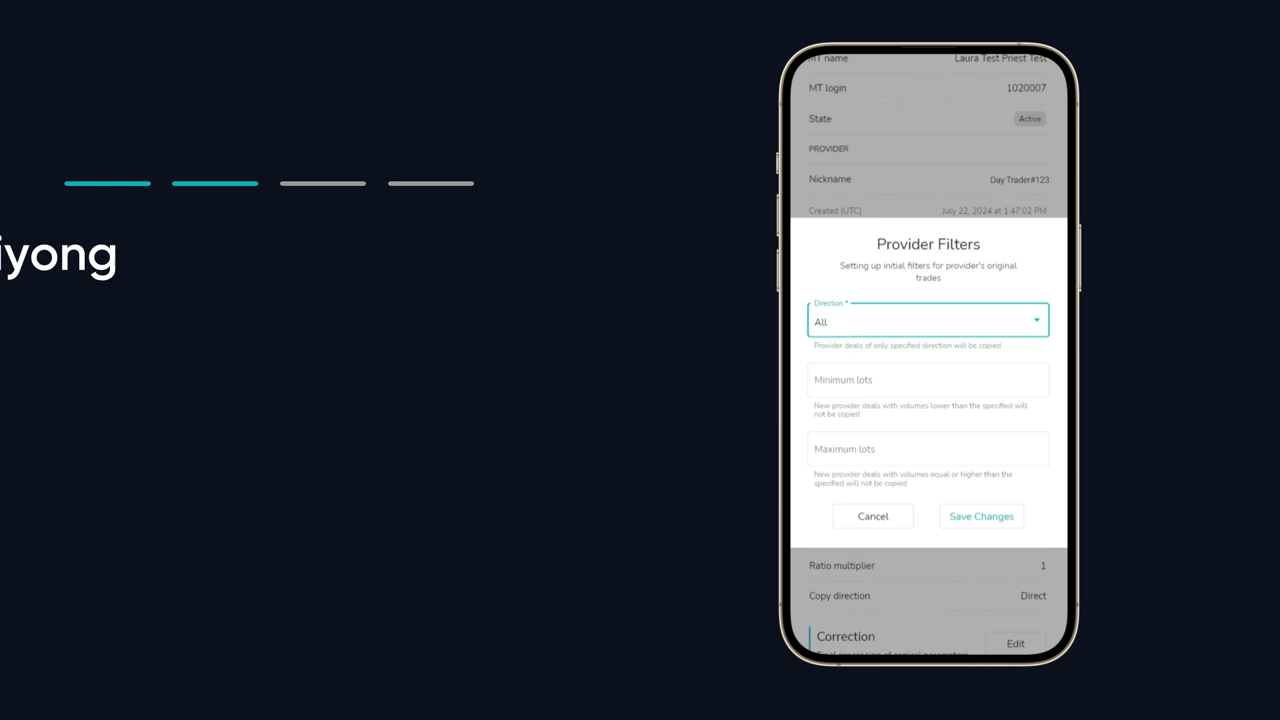 iyong
MT name Laura Test Priest Test
MT login 1020007
State Active
PROVIDER
Nickname Day Trader#123
Created (UTC) July 22, 2024 at 1:47:02 PM
Provider Filters
Setting up initial filters for provider's original
trades
Direction *
All
Provider deals of only specified direction will be copied
Minimum lots
New provider deals with volumes lower than the specified will
not be copied
Maximum lots
New provider deals with volumes equal or higher than the
specified will not be copied
Cancel Save Changes
Ratio multiplier 1
Copy direction Direct
Correction Edit